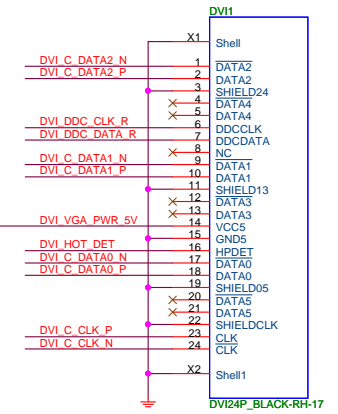 DVI1
X1 Shell
DVI_C_DATA2_N 1 DATA2
DVI_C_DATA2_P 2 DATA2
3 SHIELD24
4 DATA4
5 DATA4
DVI_DDC_CLK_R 6 DDCCLK
DVI_DDC_DATA_R 7 DDCDATA
8 NC
DVI_C_DATA1_N 9 DATA1
DVI_C_DATA1_P 10 DATA1
11 SHIELD13
12 DATA3
13 DATA3
DVI_VGA_PWR_5V 14 VCC5
15 GND5
DVI_HOT_DET 16 HPDET
DVI_C_DATA0_N 17 DATA0
DVI_C_DATA0_P 18 DATA0
19 SHIELD05
20 DATA5
21 DATA5
22 SHIELDCLK
DVI_C_CLK_P 23 CLK
DVI_C_CLK_N 24 CLK
X2 Shell1
DVI24P_BLACK-RH-17